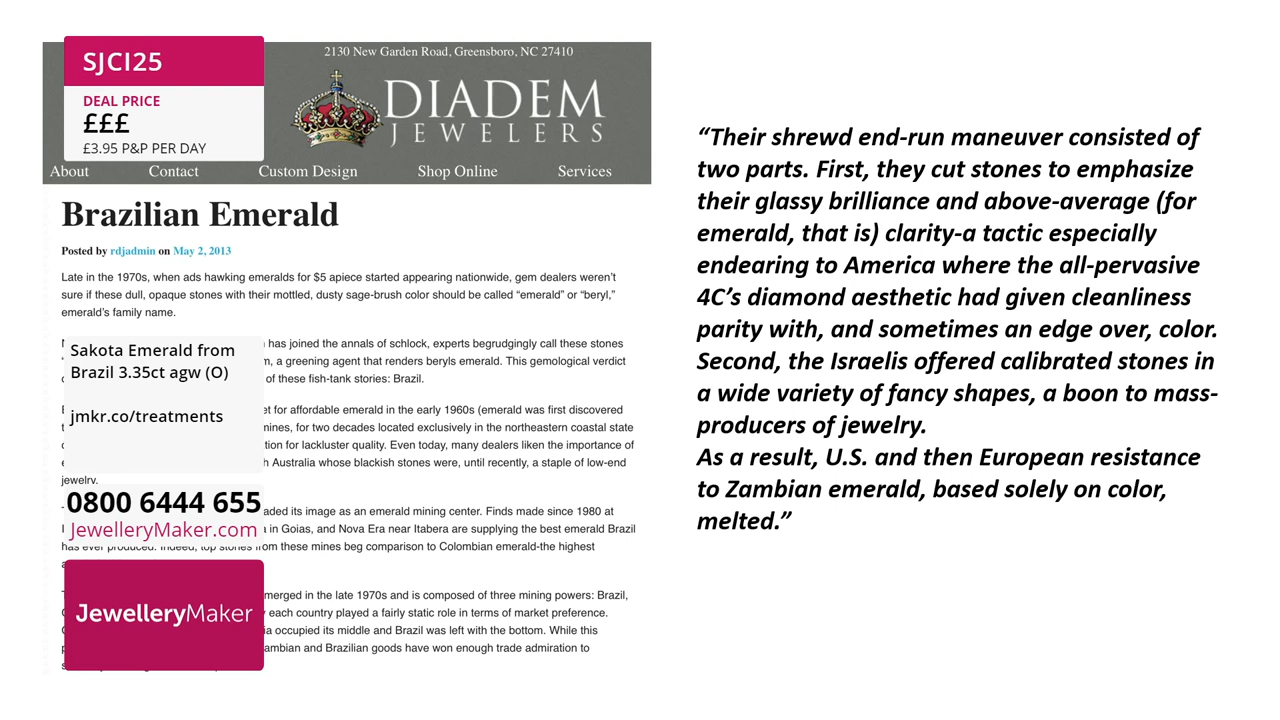 SJCI25
DEAL PRICE
£££
£3.95 P&P PER DAY
2130 New Garden Road, Greensboro, NC 27410
DIADEM
JEWELERS
About Contact Custom Design Shop Online Services
Brazilian Emerald
Posted by rdjadmin on May 2, 2013
Late in the 1970s, when ads hawking emeralds for $5 apiece started appearing nationwide, gem dealers weren't
sure if these dull, opaque stones with their mottled, dusty sage-brush color should be called “emerald” or “beryl,”
emerald's family name.
has joined the annals of schlock, experts begrudgingly call these stones
, a greening agent that renders beryls emerald. This gemological verdict
of these fish-tank stories: Brazil.
Sakota Emerald from
Brazil 3.35ct agw (O)
jmkr.co/treatments
for affordable emerald in the early 1960s (emerald was first discovered
mines, for two decades located exclusively in the northeastern coastal state
for lackluster quality. Even today, many dealers liken the importance of
Australia whose blackish stones were, until recently, a staple of low-end
jewelry.
0800 6444 655
JewelleryMaker.com
its image as an emerald mining center. Finds made since 1980 at
in Goias, and Nova Era near Itabera are supplying the best emerald Brazil
has ever produced. Indeed, top stones from these mines beg comparison to Colombian emerald-the highest
JewelleryMaker
in the late 1970s and is composed of three mining powers: Brazil,
each country played a fairly static role in terms of market preference.
occupied its middle and Brazil was left with the bottom. While this
and Brazilian goods have won enough trade admiration to
“Their shrewd end-run maneuver consisted of
two parts. First, they cut stones to emphasize
their glassy brilliance and above-average (for
emerald, that is) clarity-a tactic especially
endearing to America where the all-pervasive
4C’s diamond aesthetic had given cleanliness
parity with, and sometimes an edge over, color.
Second, the Israelis offered calibrated stones in
a wide variety of fancy shapes, a boon to mass-
producers of jewelry.
As a result, U.S. and then European resistance
to Zambian emerald, based solely on color,
melted.”